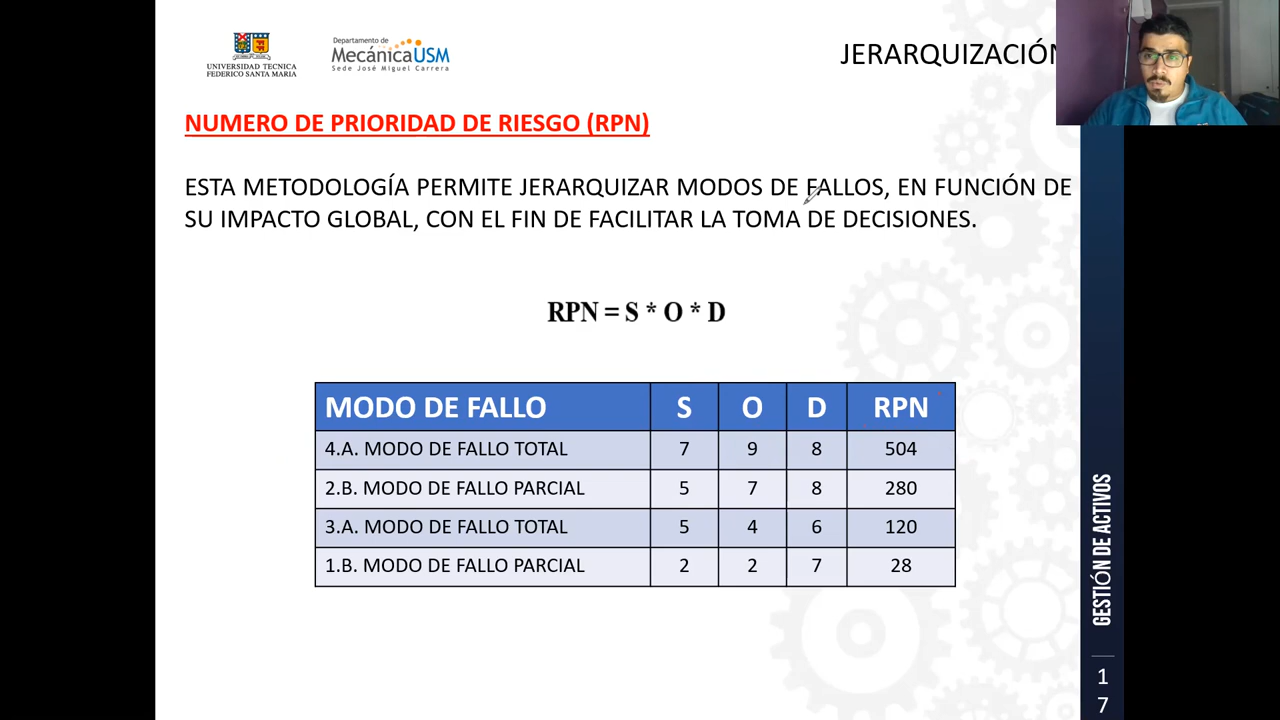 UNIVERSIDAD TECNICA
FEDERICO SANTA MARIA
Departamento de
MecánicaUSM
Sede José Miguel Carrera
JERARQUIZACIÓN
NUMERO DE PRIORIDAD DE RIESGO (RPN)
ESTA METODOLOGÍA PERMITE JERARQUIZAR MODOS DE FALLOS, EN FUNCIÓN DE
SU IMPACTO GLOBAL, CON EL FIN DE FACILITAR LA TOMA DE DECISIONES.
RPN = S * O * D
MODO DE FALLO S O D RPN
4.A. MODO DE FALLO TOTAL 7 9 8 504
2.B. MODO DE FALLO PARCIAL 5 7 8 280
3.A. MODO DE FALLO TOTAL 5 4 6 120
1.B. MODO DE FALLO PARCIAL 2 2 7 28
GESTIÓN DE ACTIVOS
1
7